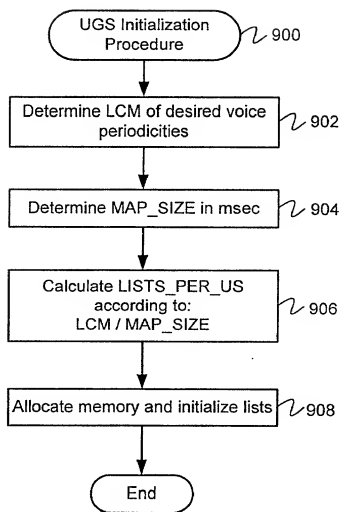 UGS Initialization
Procedure
900
Determine LCM of desired voice
periodicities
902
Determine MAP_SIZE in msec
904
Calculate LISTS_PER_US
according to:
LCM / MAP_SIZE
906
Allocate memory and initialize lists
908
End